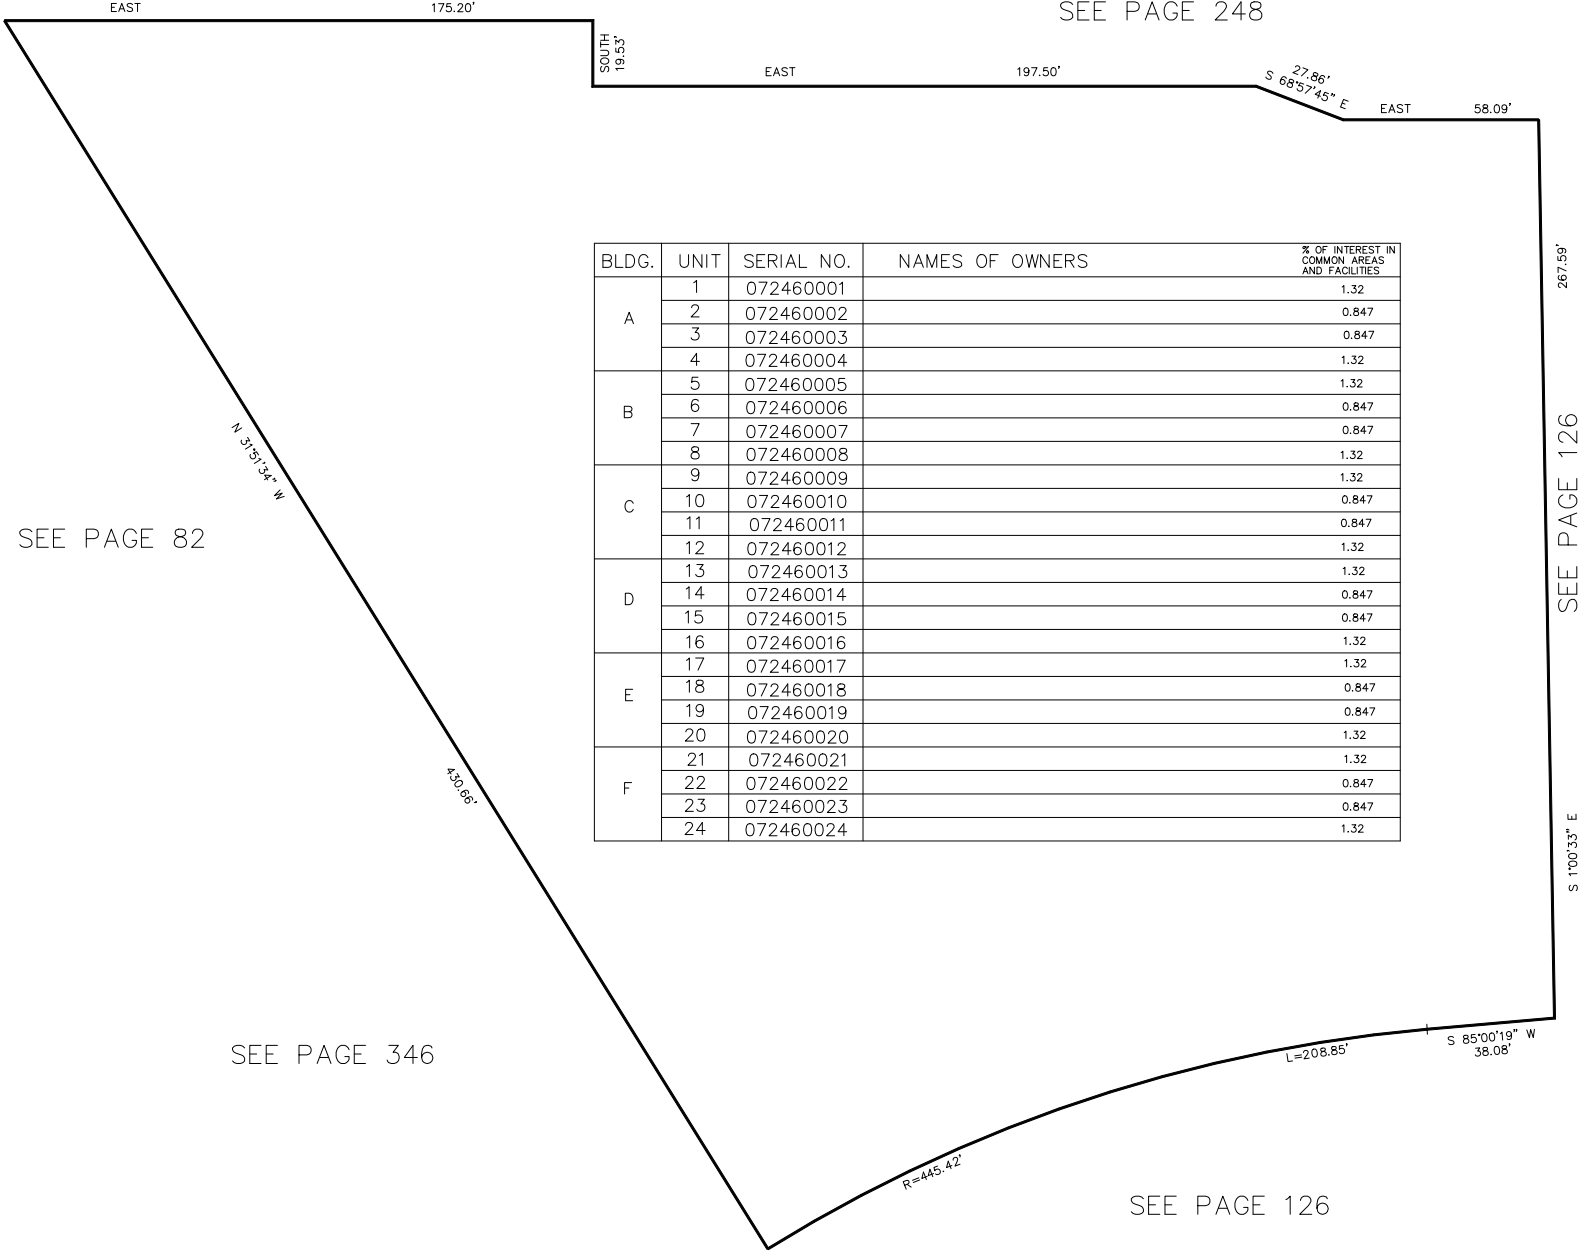 EAST 175.20'
SEE PAGE 248
SOUTH
19.53'
EAST 197.50'
27.86'
S 68°57'45" E
EAST 58.09'
267.59'
SEE PAGE 126
S 1°00'33" E
BLDG. UNIT SERIAL NO. NAMES OF OWNERS % OF INTEREST IN COMMON AREAS AND FACILITIES
A
1 072460001 1.32
2 072460002 0.847
3 072460003 0.847
4 072460004 1.32
B
5 072460005 1.32
6 072460006 0.847
7 072460007 0.847
8 072460008 1.32
C
9 072460009 1.32
10 072460010 0.847
11 072460011 0.847
12 072460012 1.32
D
13 072460013 1.32
14 072460014 0.847
15 072460015 0.847
16 072460016 1.32
E
17 072460017 1.32
18 072460018 0.847
19 072460019 0.847
20 072460020 1.32
F
21 072460021 1.32
22 072460022 0.847
23 072460023 0.847
24 072460024 1.32
N 31°51'34" W
SEE PAGE 82
430.66'
SEE PAGE 346
S 85°00'19" W
38.08'
L=208.85'
R=445.42'
SEE PAGE 126